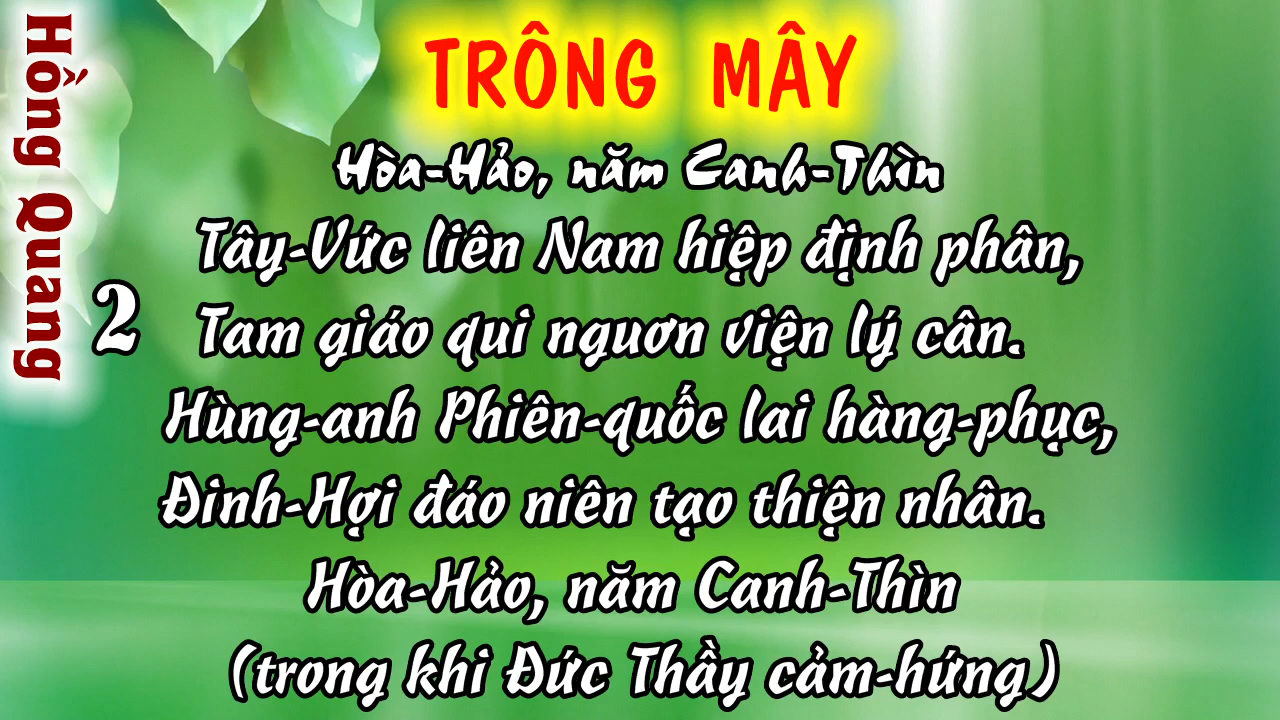 Hồng Quang
TRÔNG MÂY
Hòa-Hảo, năm Canh-Thìn
2
Tây-Vức liên Nam hiệp định phân,
Tam giáo qui nguơn viện lý cân.
Hùng-anh Phiên-quốc lai hàng-phục,
Đinh-Hợi đáo niên tạo thiện nhân.
Hòa-Hảo, năm Canh-Thìn
(trong khi Đức Thầy cảm-hứng)